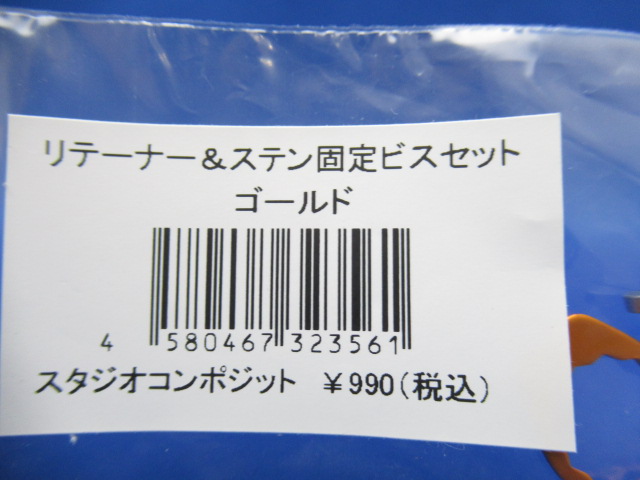 リテーナー&ステン固定ビスセット
ゴールド
4 580467 323561
スタジオコンポジット ¥990(税込)